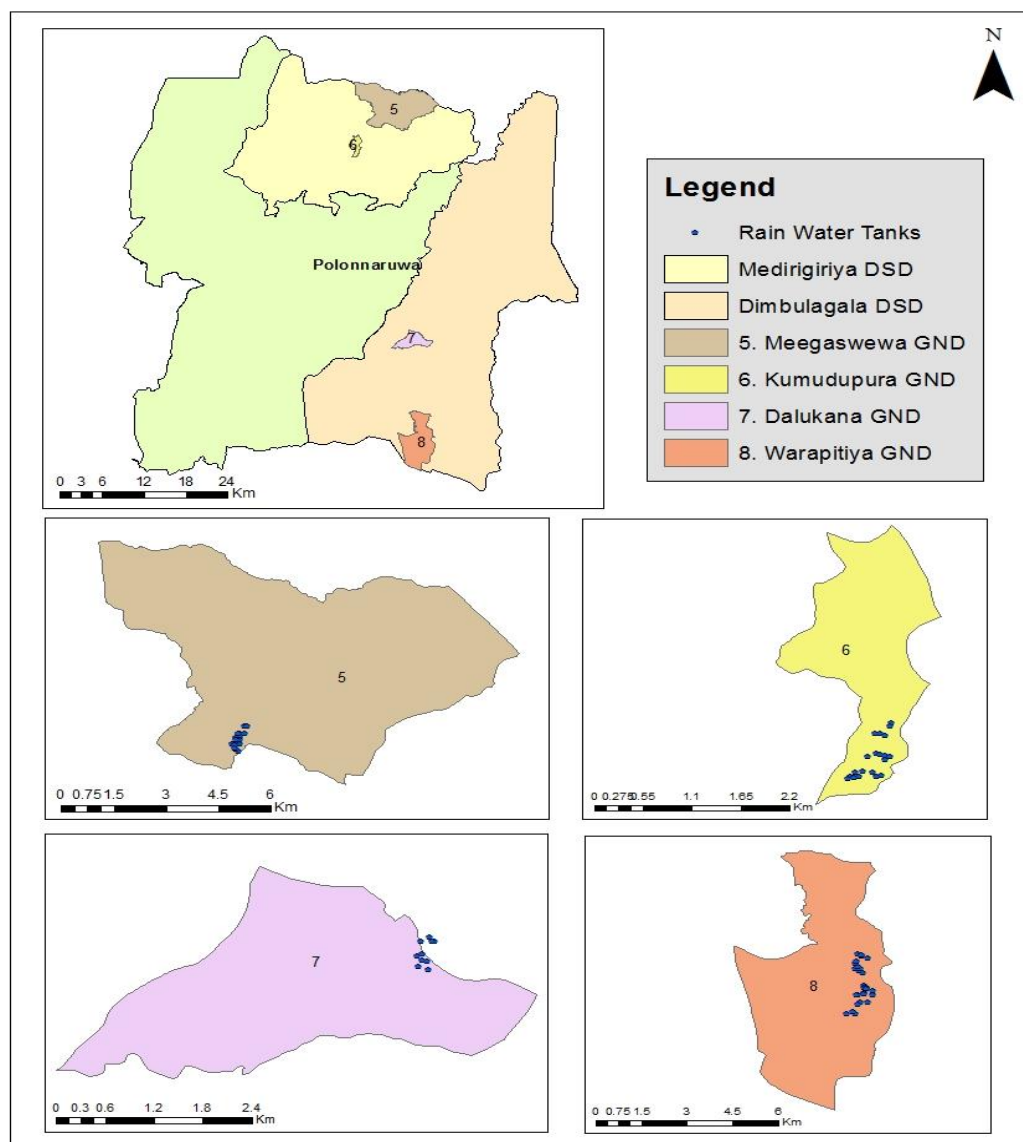 N
5
6
Polonnaruwa
7
8
0 3 6 12 18 24
Km
Legend
Rain Water Tanks
Medirigiriya DSD
Dimbulagala DSD
5. Meegaswewa GND
6. Kumudupura GND
7. Dalukana GND
8. Warapitiya GND
5
0 0.75 1.5 3 4.5 6
Km
6
0 0.275 0.55 1.1 1.65 2.2
Km
7
0 0.3 0.6 1.2 1.8 2.4
Km
8
0 0.75 1.5 3 4.5 6
Km